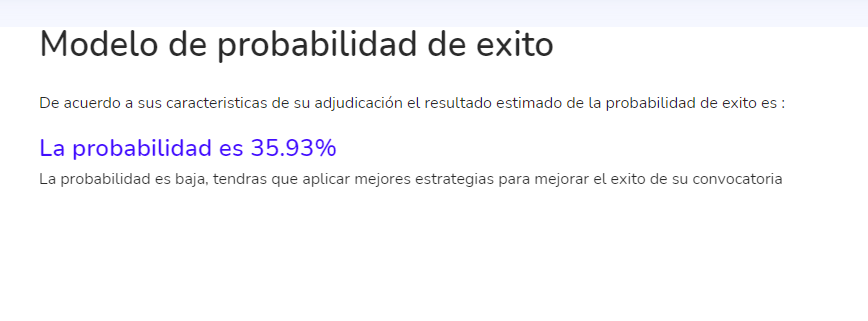 Modelo de probabilidad de exito
De acuerdo a sus caracteristicas de su adjudicación el resultado estimado de la probabilidad de exito es :
La probabilidad es 35.93%
La probabilidad es baja, tendras que aplicar mejores estrategias para mejorar el exito de su convocatoria